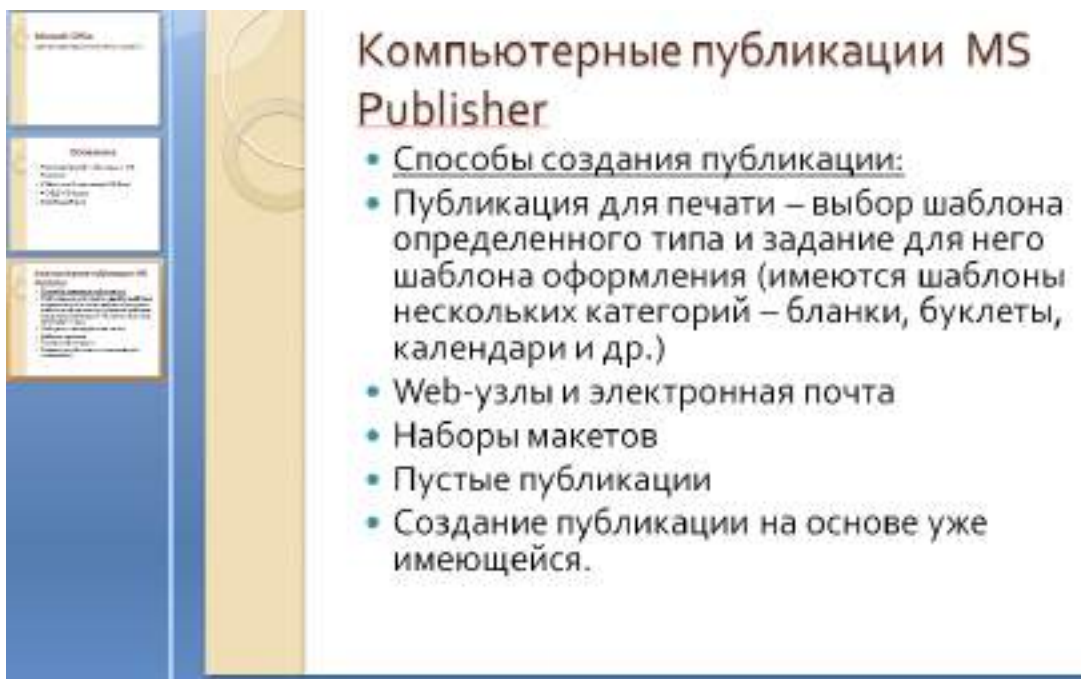 Компьютерные публикации MS
Publisher
• Способы создания публикации:
• Публикация для печати – выбор шаблона
определенного типа и задание для него
шаблона оформления (имеются шаблоны
нескольких категорий – бланки, буклеты,
календари и др.)
• Web-узлы и электронная почта
• Наборы макетов
• Пустые публикации
• Создание публикации на основе уже
имеющейся.